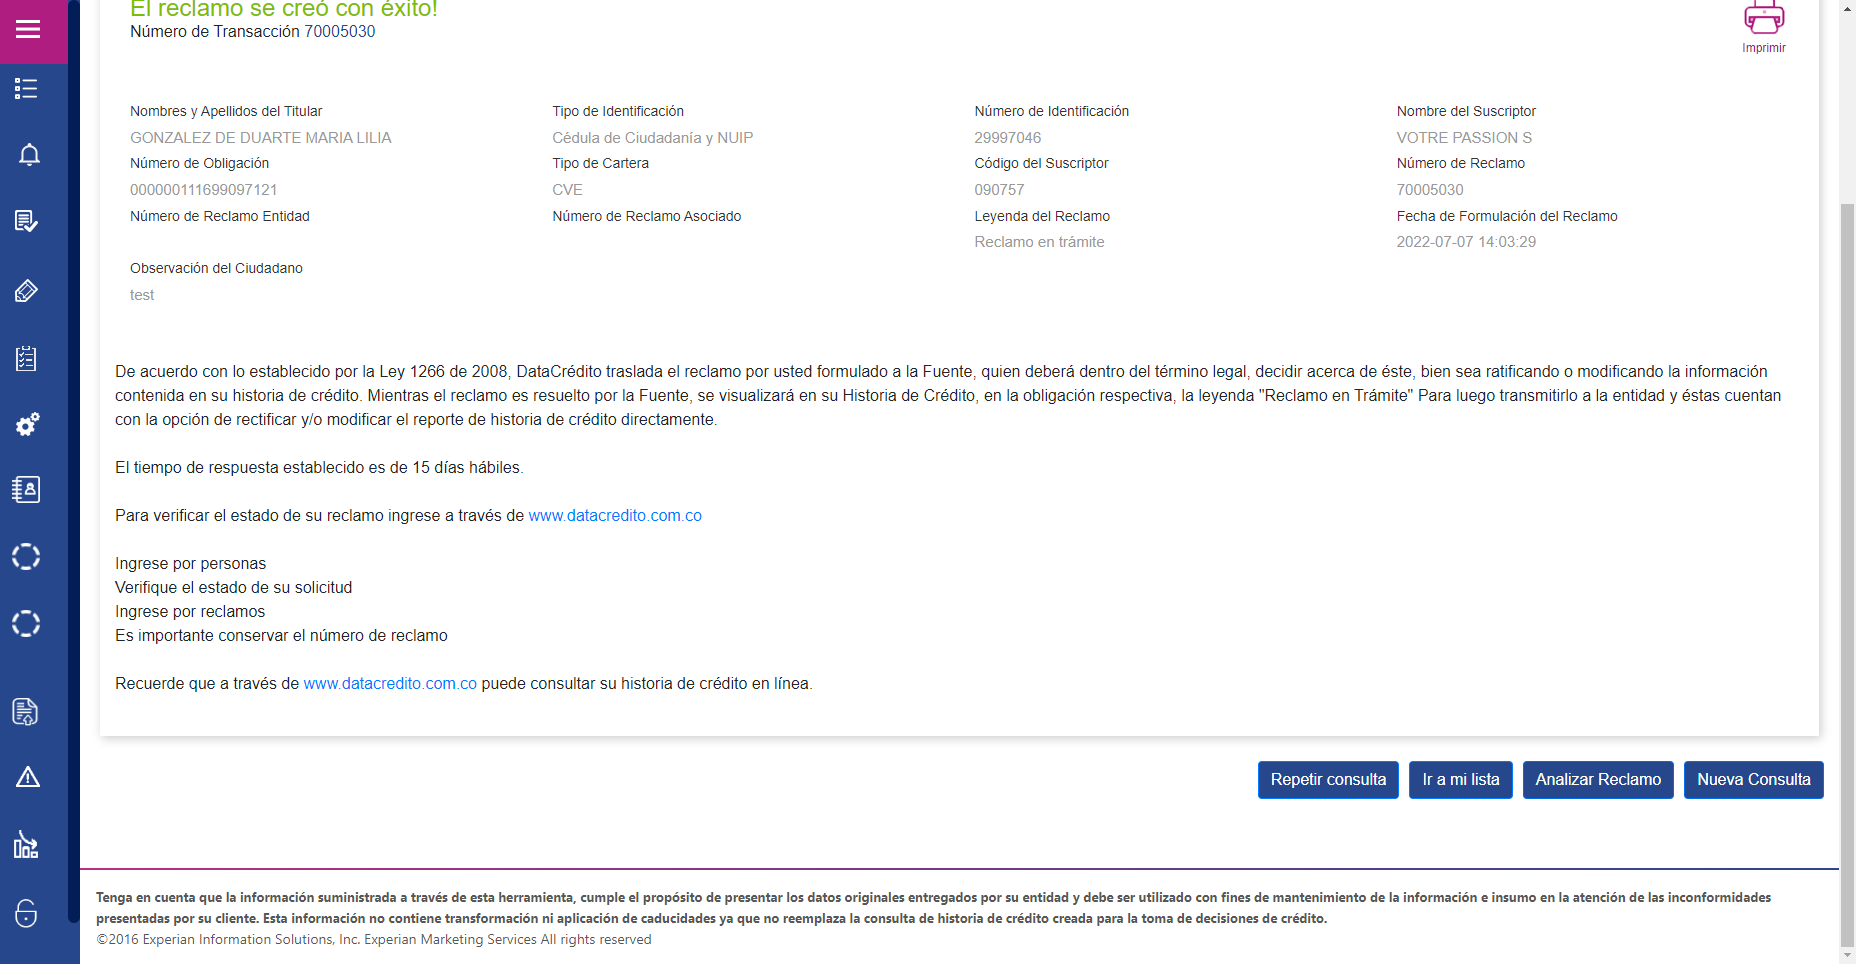 El reclamo se creó con éxito!
Número de Transacción 70005030
Imprimir
Nombres y Apellidos del Titular
GONZALEZ DE DUARTE MARIA LILIA
Tipo de Identificación
Cédula de Ciudadanía y NUIP
Número de Identificación
29997046
Nombre del Suscriptor
VOTRE PASSION S
Número de Obligación
000000111699097121
Tipo de Cartera
CVE
Código del Suscriptor
090757
Número de Reclamo
70005030
Número de Reclamo Entidad
Número de Reclamo Asociado
Leyenda del Reclamo
Reclamo en trámite
Fecha de Formulación del Reclamo
2022-07-07 14:03:29
Observación del Ciudadano
test
De acuerdo con lo establecido por la Ley 1266 de 2008, DataCrédito traslada el reclamo por usted formulado a la Fuente, quien deberá dentro del término legal, decidir acerca de éste, bien sea ratificando o modificando la información
contenida en su historia de crédito. Mientras el reclamo es resuelto por la Fuente, se visualizará en su Historia de Crédito, en la obligación respectiva, la leyenda "Reclamo en Trámite" Para luego transmitirlo a la entidad y éstas cuentan
con la opción de rectificar y/o modificar el reporte de historia de crédito directamente.
El tiempo de respuesta establecido es de 15 días hábiles.
Para verificar el estado de su reclamo ingrese a través de www.datacredito.com.co
Ingrese por personas
Verifique el estado de su solicitud
Ingrese por reclamos
Es importante conservar el número de reclamo
Recuerde que a través de www.datacredito.com.co puede consultar su historia de crédito en línea.
Repetir consulta
Ir a mi lista
Analizar Reclamo
Nueva Consulta
Tenga en cuenta que la información suministrada a través de esta herramienta, cumple el propósito de presentar los datos originales entregados por su entidad y debe ser utilizado con fines de mantenimiento de la información e insumo en la atención de las inconformidades
presentadas por su cliente. Esta información no contiene transformación ni aplicación de caducidades ya que no reemplaza la consulta de historia de crédito creada para la toma de decisiones de crédito.
©2016 Experian Information Solutions, Inc. Experian Marketing Services All rights reserved